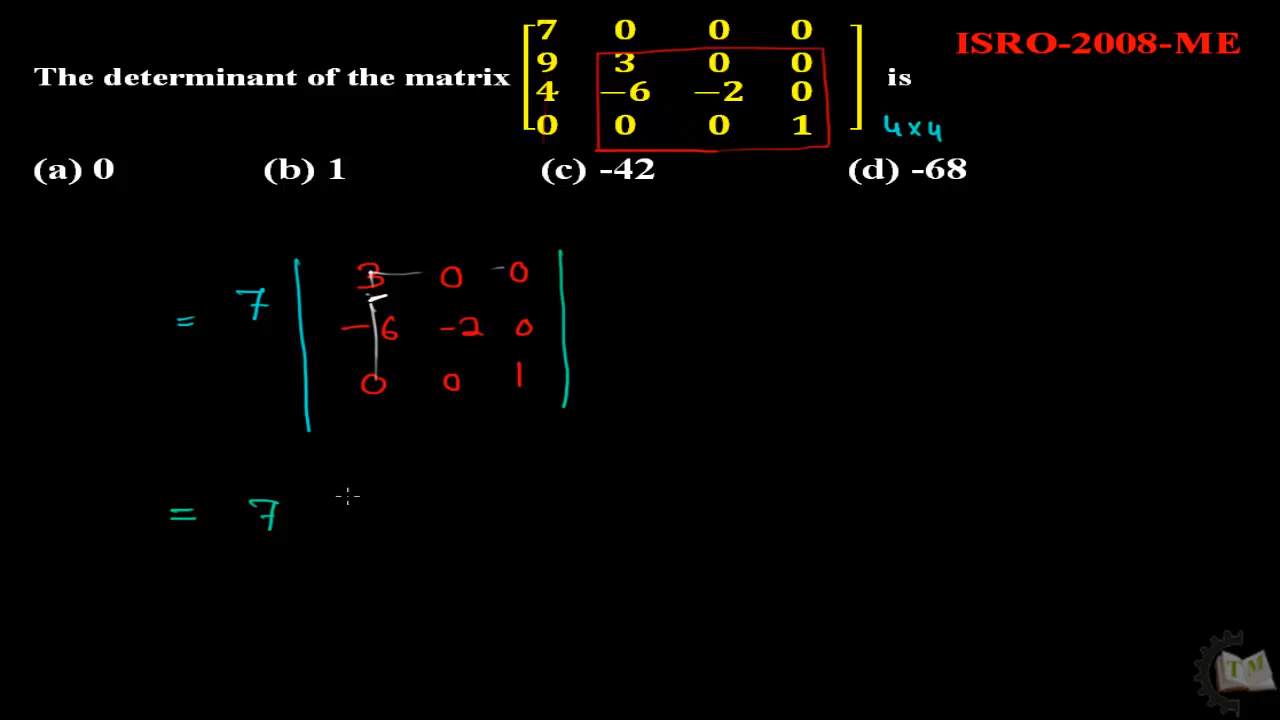 7 0 0 0
ISRO-2008-ME
9 3 0 0
The determinant of the matrix is
4 −6 −2 0
0 0 0 1
4×4
(a) 0 (b) 1 (c) -42 (d) -68
3 0 0
= 7
−6 -2 0
0 0 1
= 7
TM